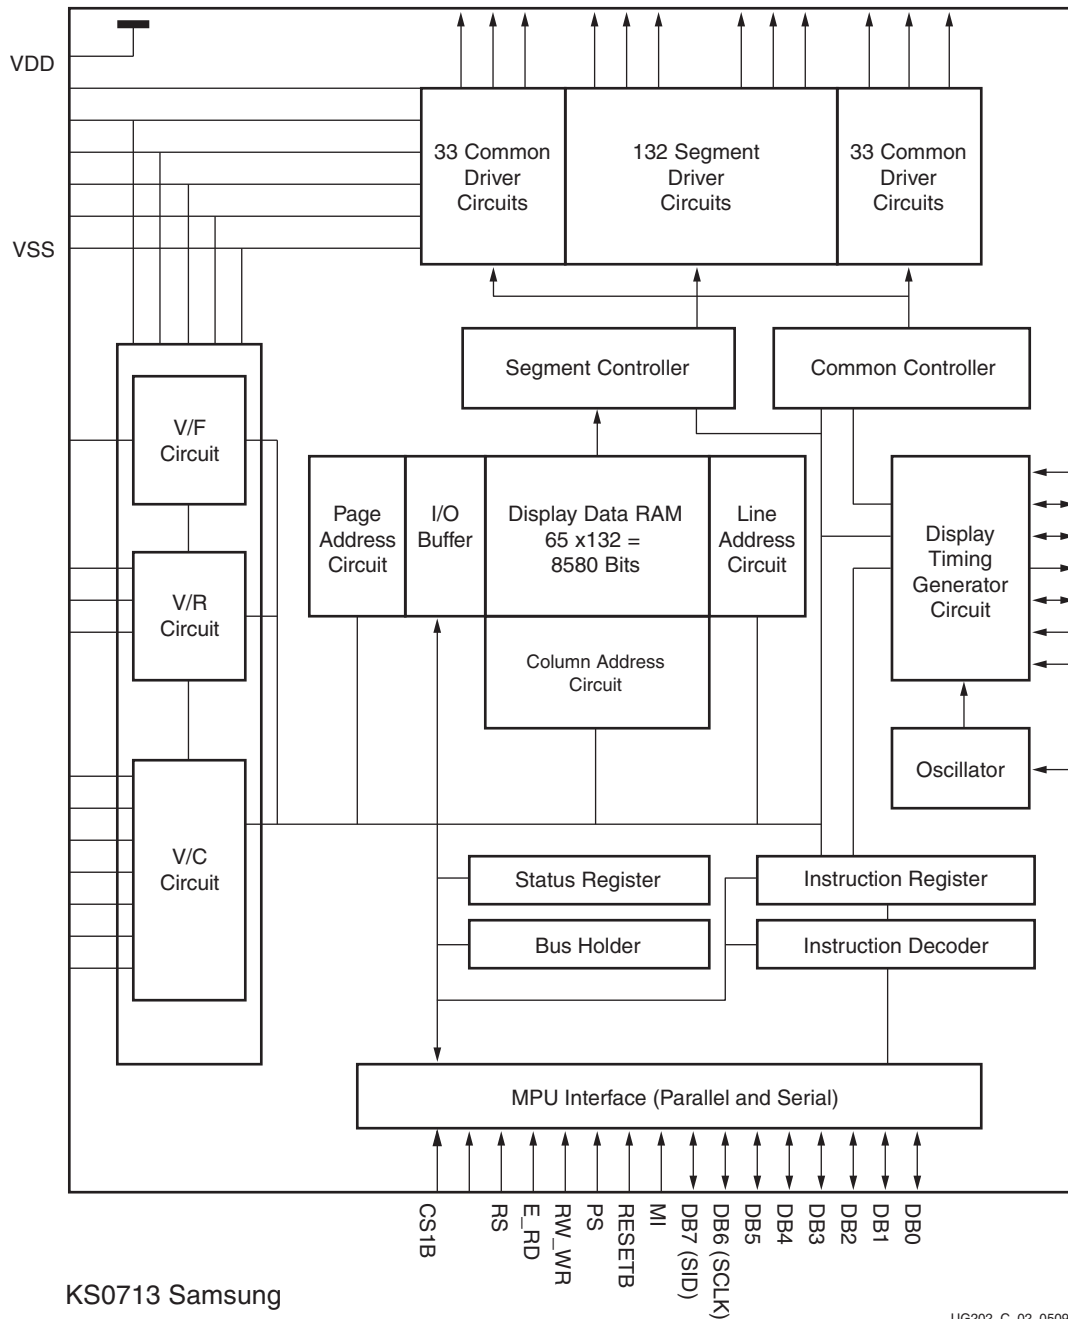 VDD
VSS
33 Common
Driver
Circuits
132 Segment
Driver
Circuits
33 Common
Driver
Circuits
Segment Controller
Common Controller
V/F
Circuit
Page
Address
Circuit
I/O
Buffer
Display Data RAM
65 x132 =
8580 Bits
Line
Address
Circuit
Display
Timing
Generator
Circuit
V/R
Circuit
Column Address
Circuit
Oscillator
V/C
Circuit
Status Register
Instruction Register
Bus Holder
Instruction Decoder
MPU Interface (Parallel and Serial)
CS1B
RS
E_RD
RW_WR
PS
RESETB
MI
DB7 (SID)
DB6 (SCLK)
DB5
DB4
DB3
DB2
DB1
DB0
KS0713 Samsung
UG202_C_02_0509